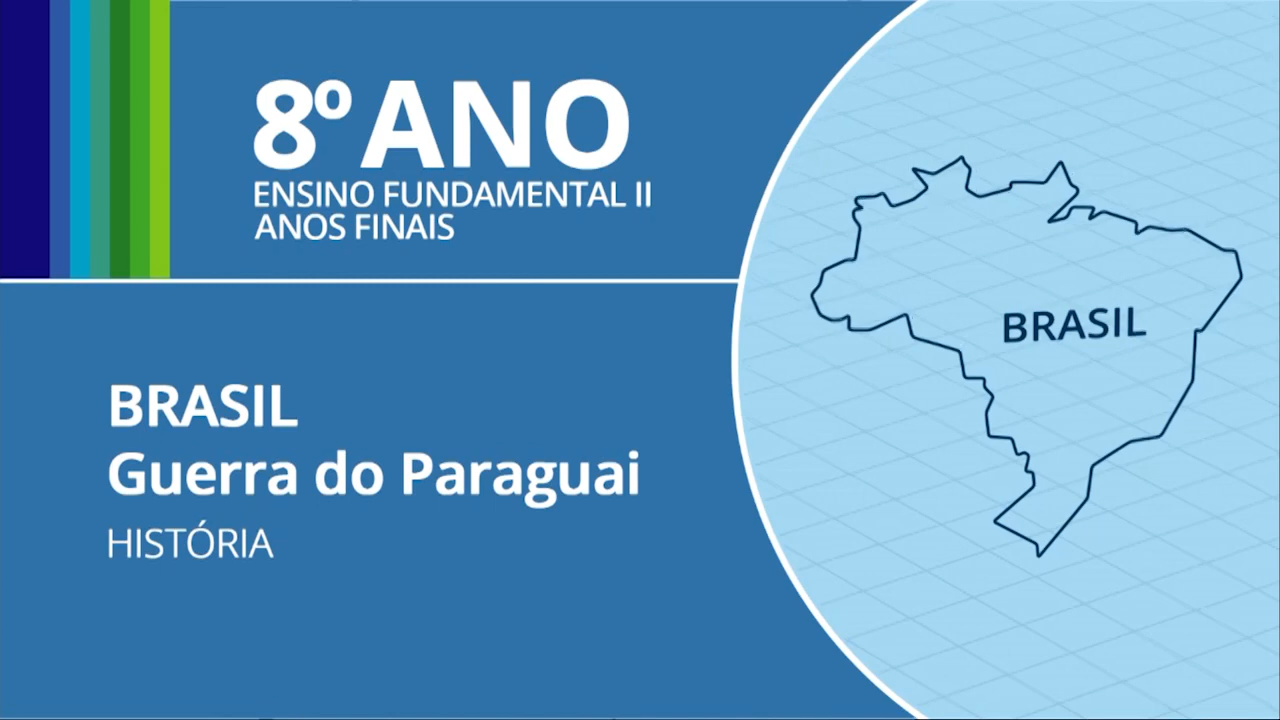 8º ANO
ENSINO FUNDAMENTAL II
ANOS FINAIS
BRASIL
Guerra do Paraguai
HISTÓRIA
BRASIL